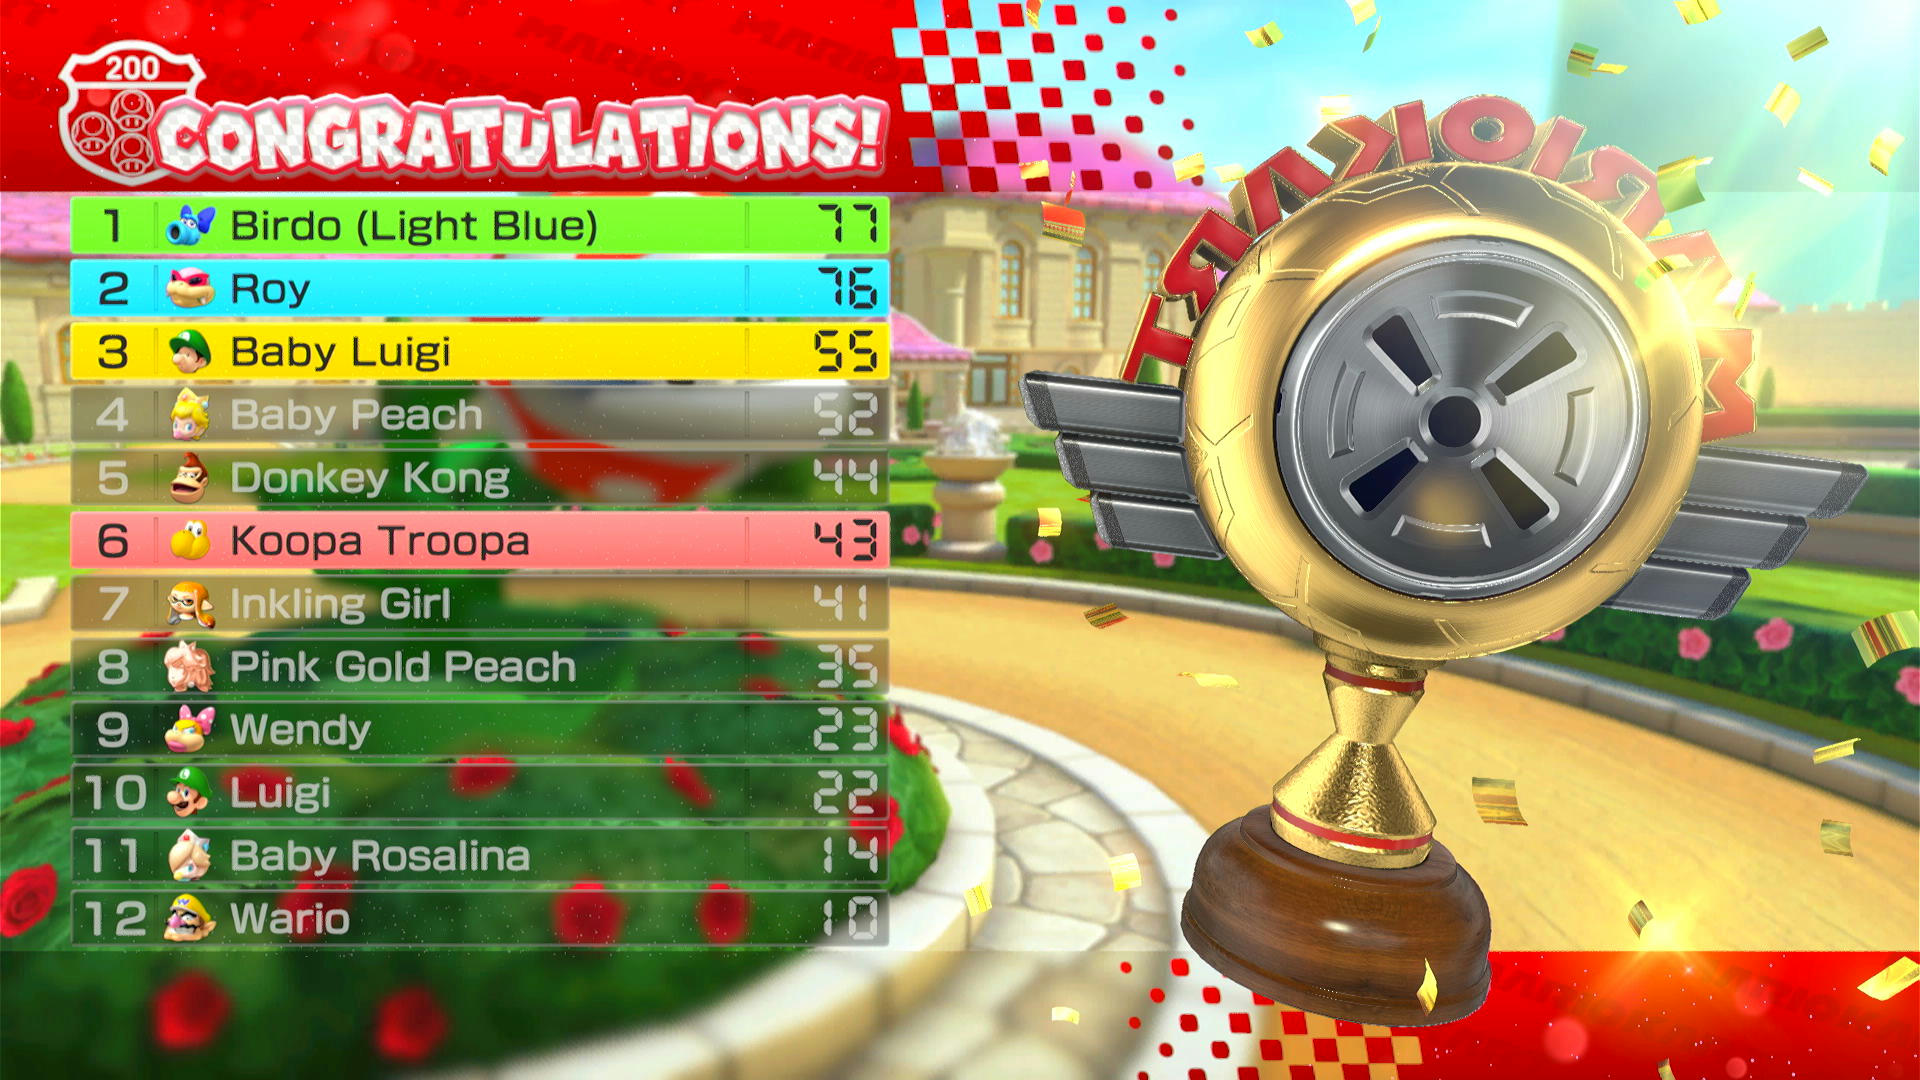 200
CONGRATULATIONS!
1 Birdo (Light Blue) 77
2 Roy 76
3 Baby Luigi 55
4 Baby Peach 52
5 Donkey Kong 44
6 Koopa Troopa 43
7 Inkling Girl 41
8 Pink Gold Peach 35
9 Wendy 23
10 Luigi 22
11 Baby Rosalina 14
12 Wario 10
MARIOKART